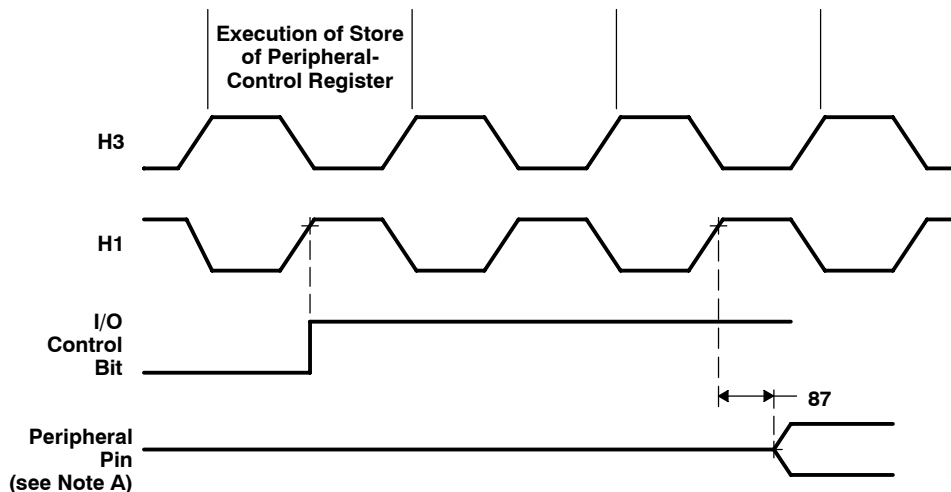 Execution of Store
of Peripheral-
Control Register
H3
H1
I/O
Control
Bit
87
Peripheral
Pin
(see Note A)